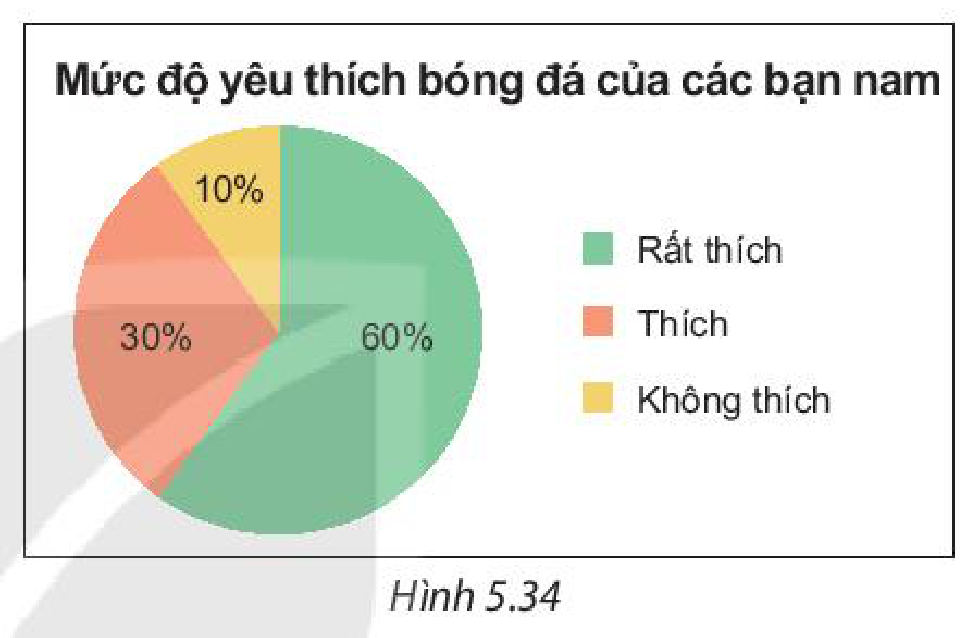 Mức độ yêu thích bóng đá của các bạn nam
10%
Rất thích
30%
60%
Thích
Không thích
Hình 5.34